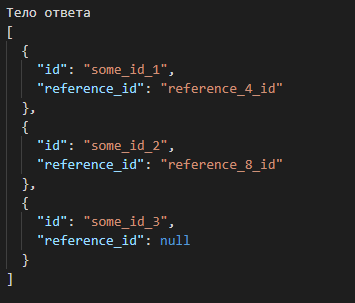 Тело ответа
[
  {
    "id": "some_id_1",
    "reference_id": "reference_4_id"
  },
  {
    "id": "some_id_2",
    "reference_id": "reference_8_id"
  },
  {
    "id": "some_id_3",
    "reference_id": null
  }
]